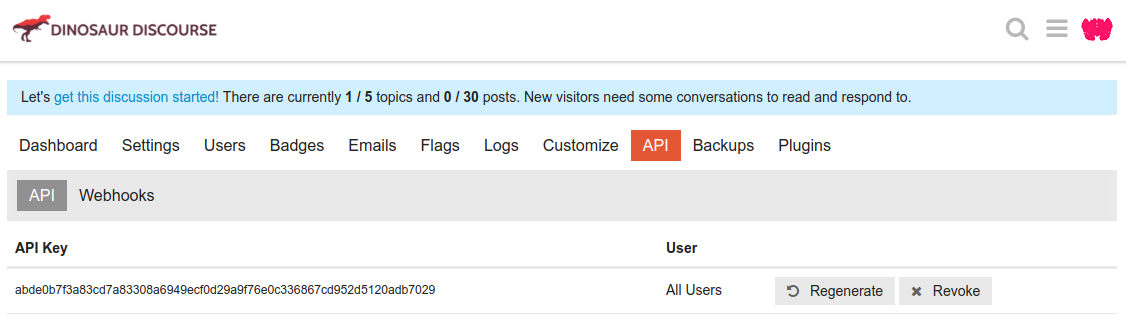 DINOSAUR DISCOURSE
Let's get this discussion started! There are currently 1 / 5 topics and 0 / 30 posts. New visitors need some conversations to read and respond to.
Dashboard Settings Users Badges Emails Flags Logs Customize API Backups Plugins
API Webhooks
API Key User
abde0b7f3a83cd7a83308a6949ecf0d29a9f76e0c336867cd952d5120adb7029 All Users Regenerate Revoke